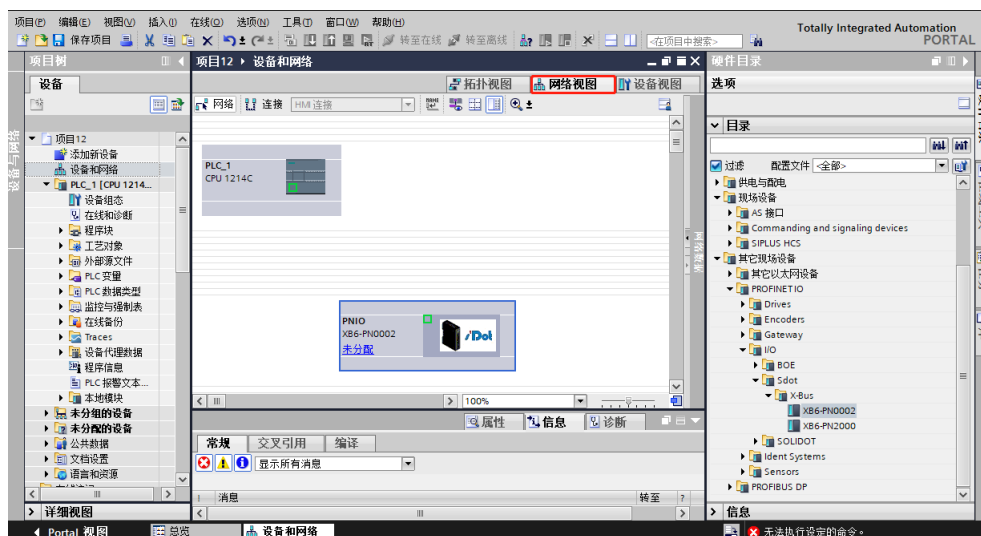 项目(P) 编辑(E) 视图(V) 插入(I) 在线(O) 选项(N) 工具(T) 窗口(W) 帮助(H)
Totally Integrated Automation
PORTAL
保存项目 转至在线 转至离线 <在项目中搜索>
项目树
项目12 ▸ 设备和网络
硬件目录
设备
拓扑视图 网络视图 设备视图
选项
网络 连接 HMI 连接
目录
过滤 配置文件 <全部>
项目12
添加新设备
设备和网络
PLC_1 [CPU 1214...
设备组态
在线和诊断
程序块
工艺对象
外部源文件
PLC 变量
PLC 数据类型
监控与强制表
在线备份
Traces
设备代理数据
程序信息
PLC 报警文本...
本地模块
未分组的设备
未分配的设备
公共数据
文档设置
语言和资源
详细视图
设备与网络
PLC_1
CPU 1214C
PNIO
XB6-PN0002
未分配
Dot
网络数据
100%
属性 信息 诊断
常规 交叉引用 编译
显示所有消息
! 消息 转至 ?
供电与配电
现场设备
AS 接口
Commanding and signaling devices
SIPLUS HCS
其它现场设备
其它以太网设备
PROFINET IO
Drives
Encoders
Gateway
I/O
BOE
Sdot
X-Bus
XB6-PN0002
XB6-PN2000
SOLIDOT
Ident Systems
Sensors
PROFIBUS DP
信息
Portal 视图 总览 设备和网络
无法执行设定的命令。